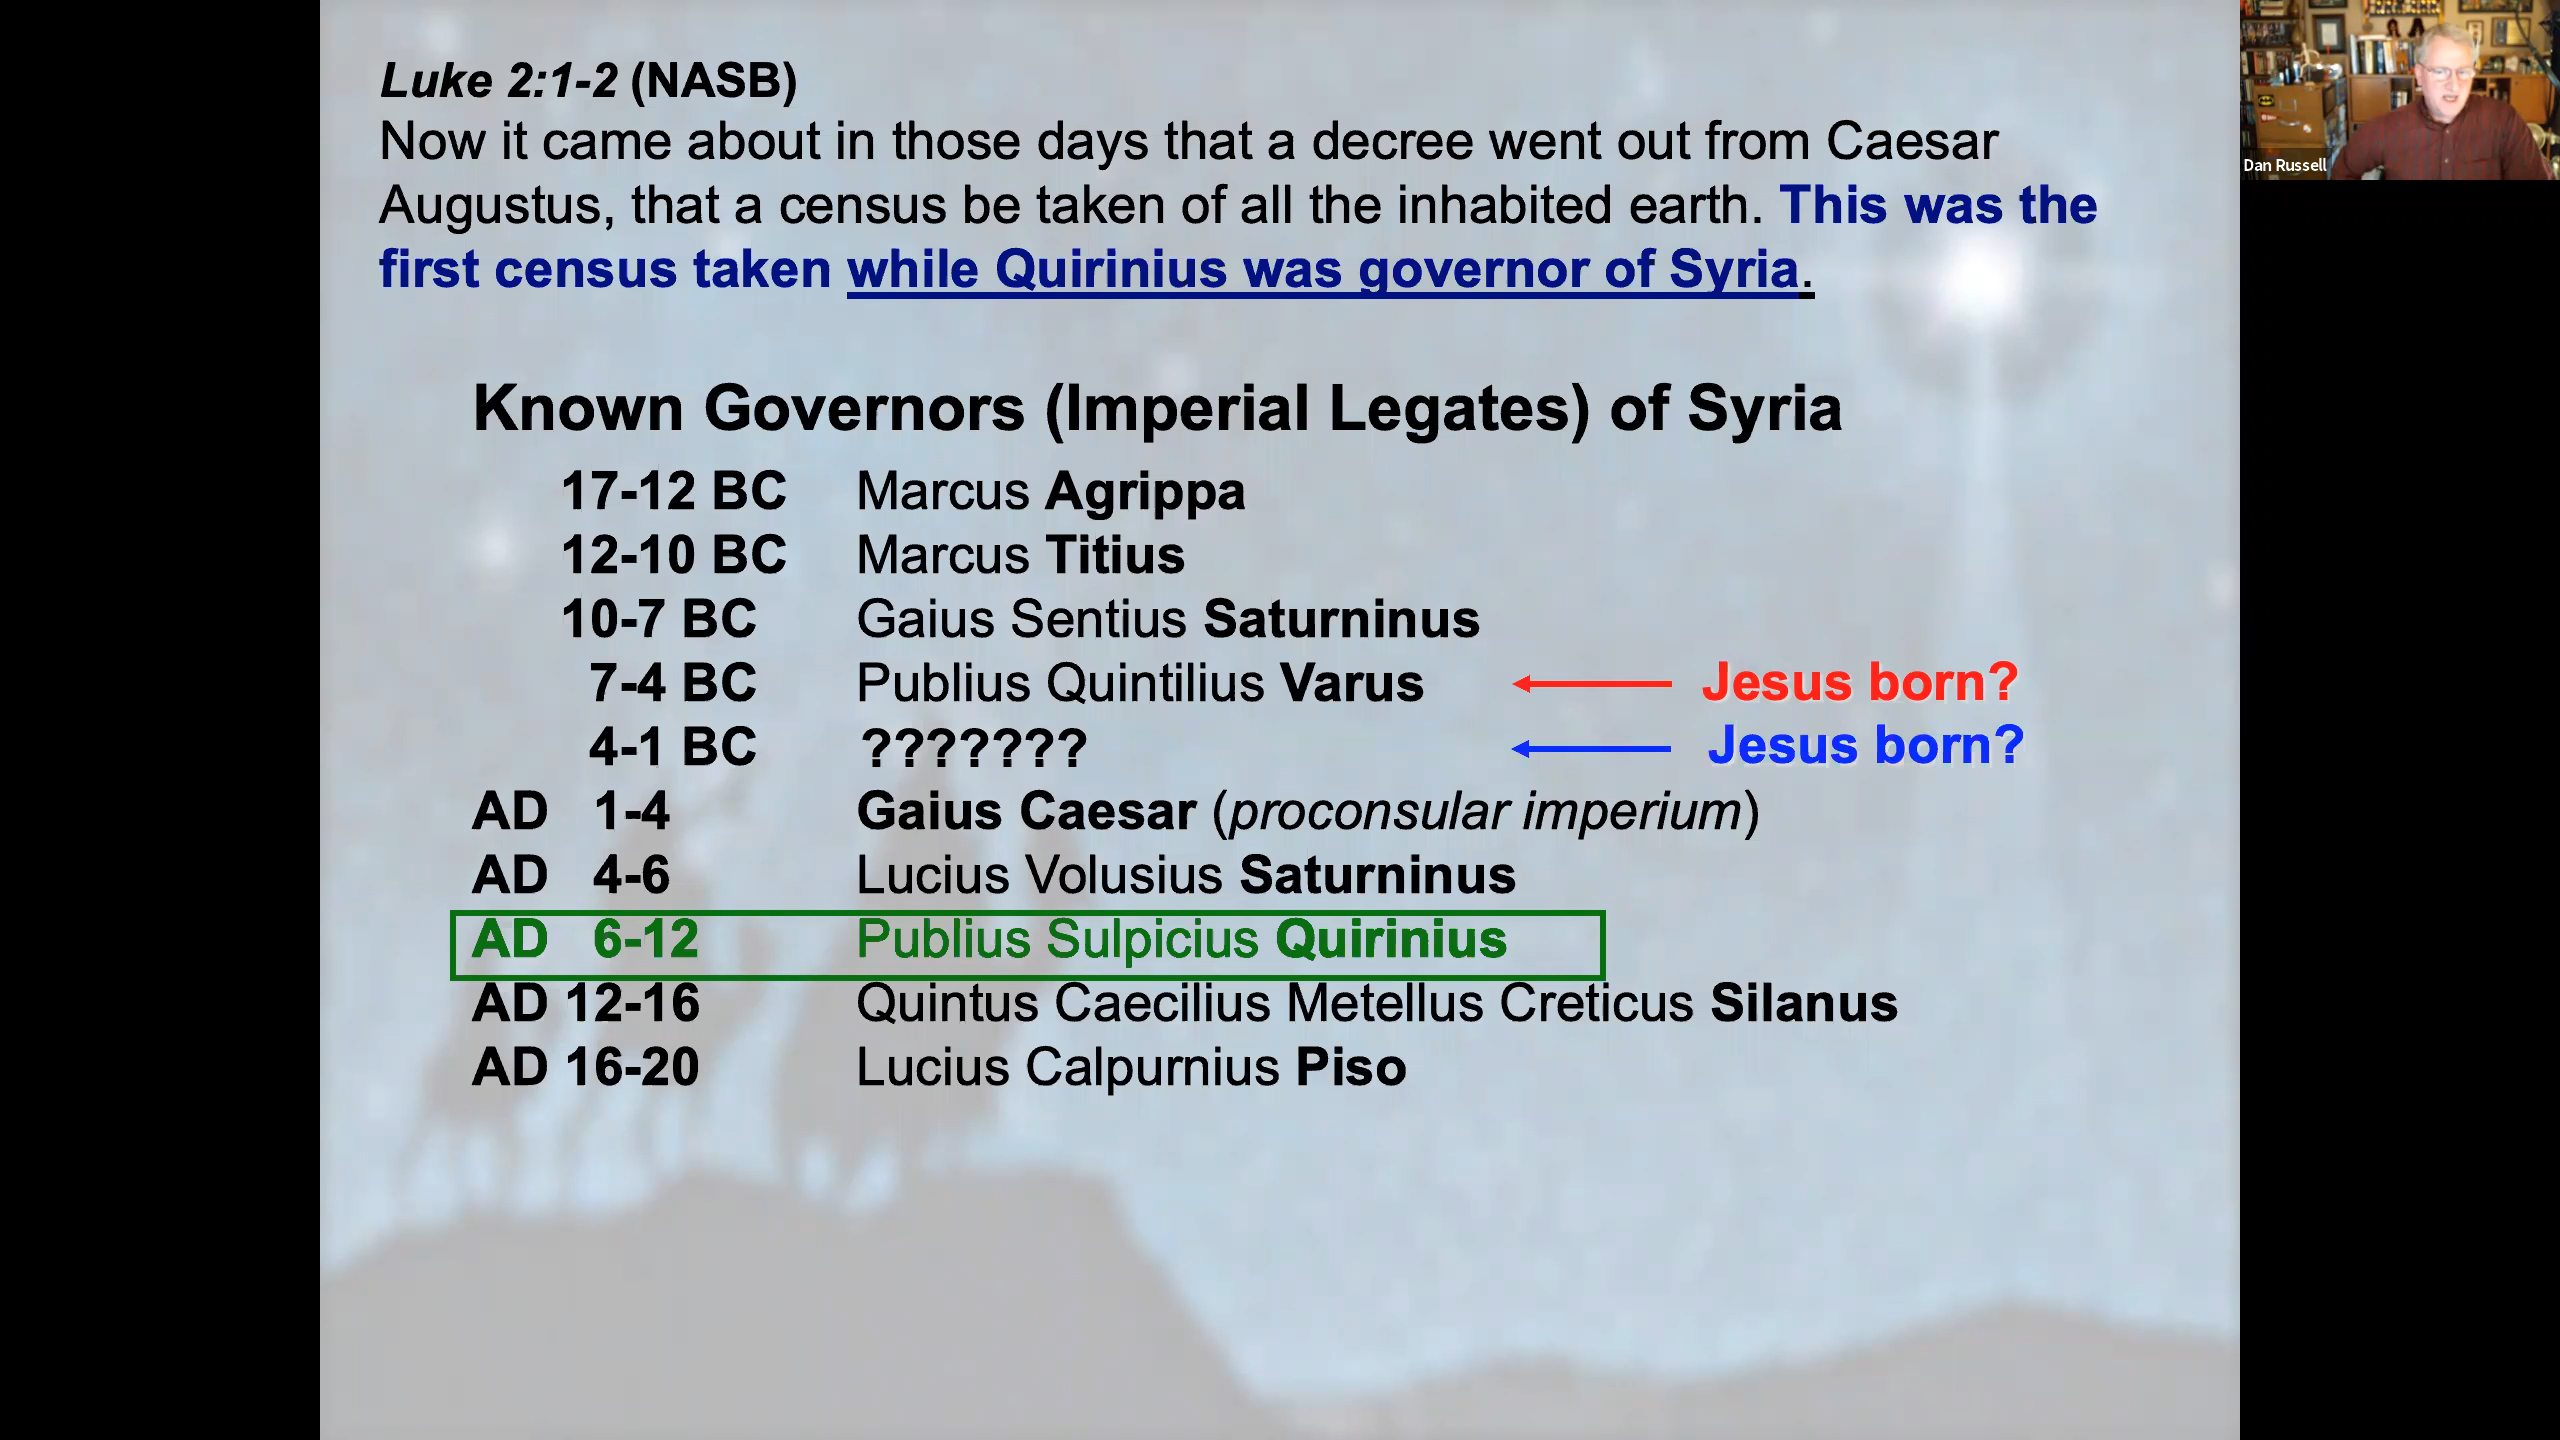 Luke 2:1-2 (NASB)
Now it came about in those days that a decree went out from Caesar
Augustus, that a census be taken of all the inhabited earth. This was the
first census taken while Quirinius was governor of Syria.
Known Governors (Imperial Legates) of Syria
17-12 BC Marcus Agrippa
12-10 BC Marcus Titius
10-7 BC Gaius Sentius Saturninus
7-4 BC Publius Quintilius Varus Jesus born?
4-1 BC ??????? Jesus born?
AD 1-4 Gaius Caesar (proconsular imperium)
AD 4-6 Lucius Volusius Saturninus
AD 6-12 Publius Sulpicius Quirinius
AD 12-16 Quintus Caecilius Metellus Creticus Silanus
AD 16-20 Lucius Calpurnius Piso
Dan Russell